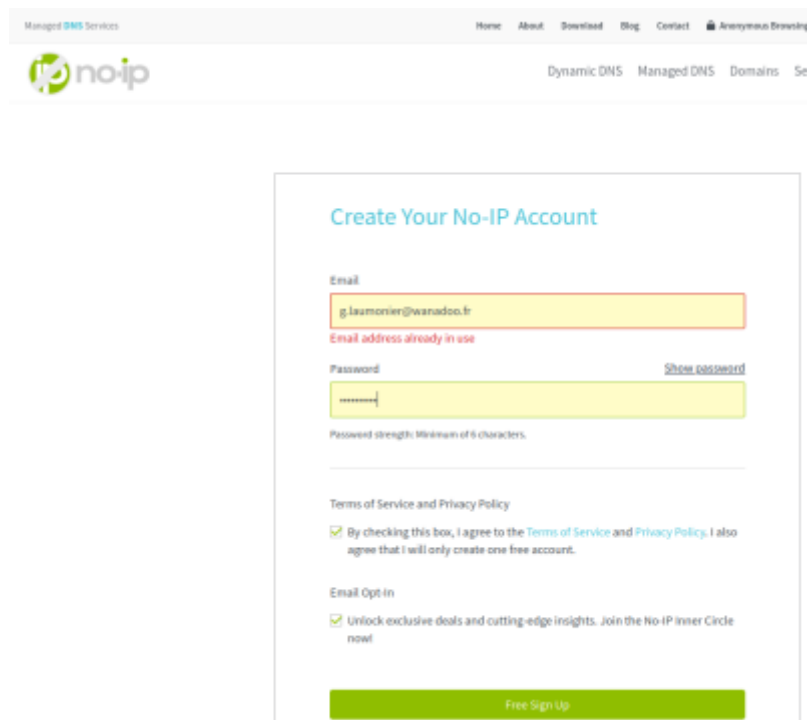 Managed DNS Services
Home About Download Blog Contact Anonymous Browsing
no-ip
Dynamic DNS Managed DNS Domains Se
Create Your No-IP Account
Email
g.laumonier@wanadoo.fr
Email address already in use
Password Show password
••••••••••
Password strength: Minimum of 6 characters.
Terms of Service and Privacy Policy
By checking this box, I agree to the Terms of Service and Privacy Policy. I also
agree that I will only create one free account.
Email Opt-In
Unlock exclusive deals and cutting-edge insights. Join the No-IP Inner Circle
now!
Free Sign Up